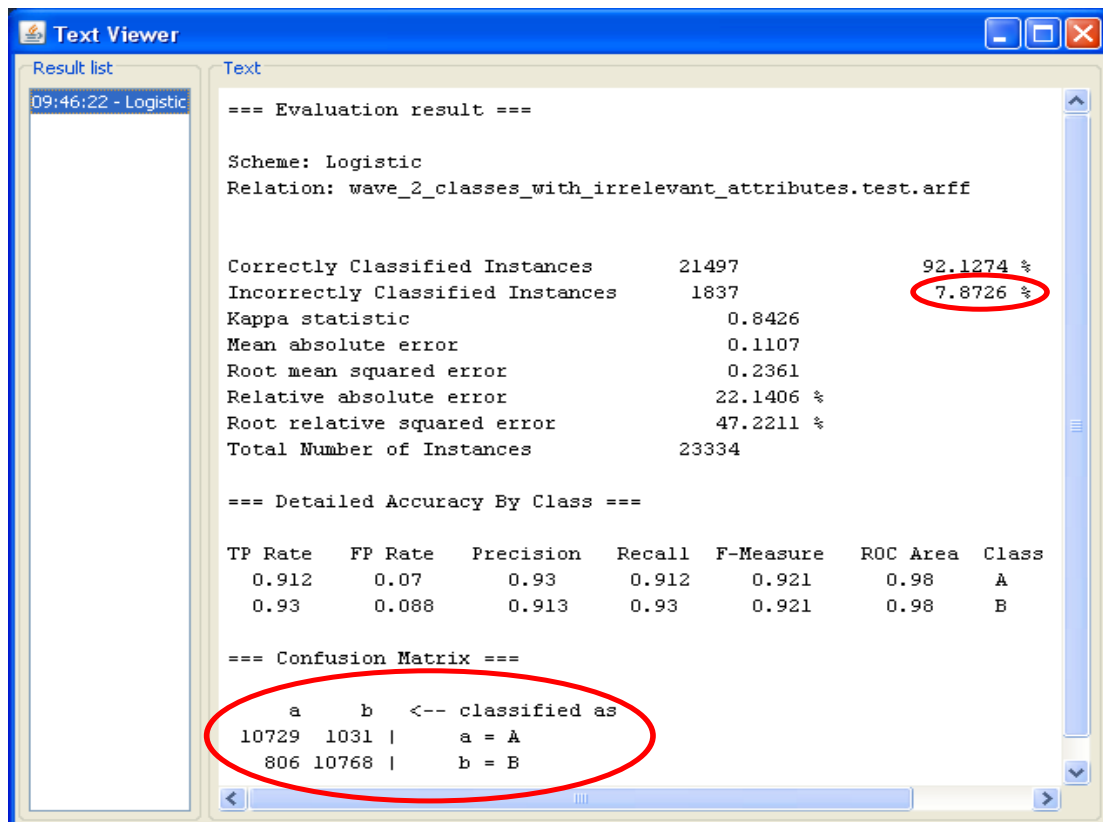 Text Viewer
Result list
09:46:22 - Logistic
Text
=== Evaluation result ===
Scheme: Logistic
Relation: wave_2_classes_with_irrelevant_attributes.test.arff
Correctly Classified Instances 21497 92.1274 %
Incorrectly Classified Instances 1837 7.8726 %
Kappa statistic 0.8426
Mean absolute error 0.1107
Root mean squared error 0.2361
Relative absolute error 22.1406 %
Root relative squared error 47.2211 %
Total Number of Instances 23334
=== Detailed Accuracy By Class ===
TP Rate FP Rate Precision Recall F-Measure ROC Area Class
0.912 0.07 0.93 0.912 0.921 0.98 A
0.93 0.088 0.913 0.93 0.921 0.98 B
=== Confusion Matrix ===
a b <-- classified as
10729 1031 | a = A
806 10768 | b = B